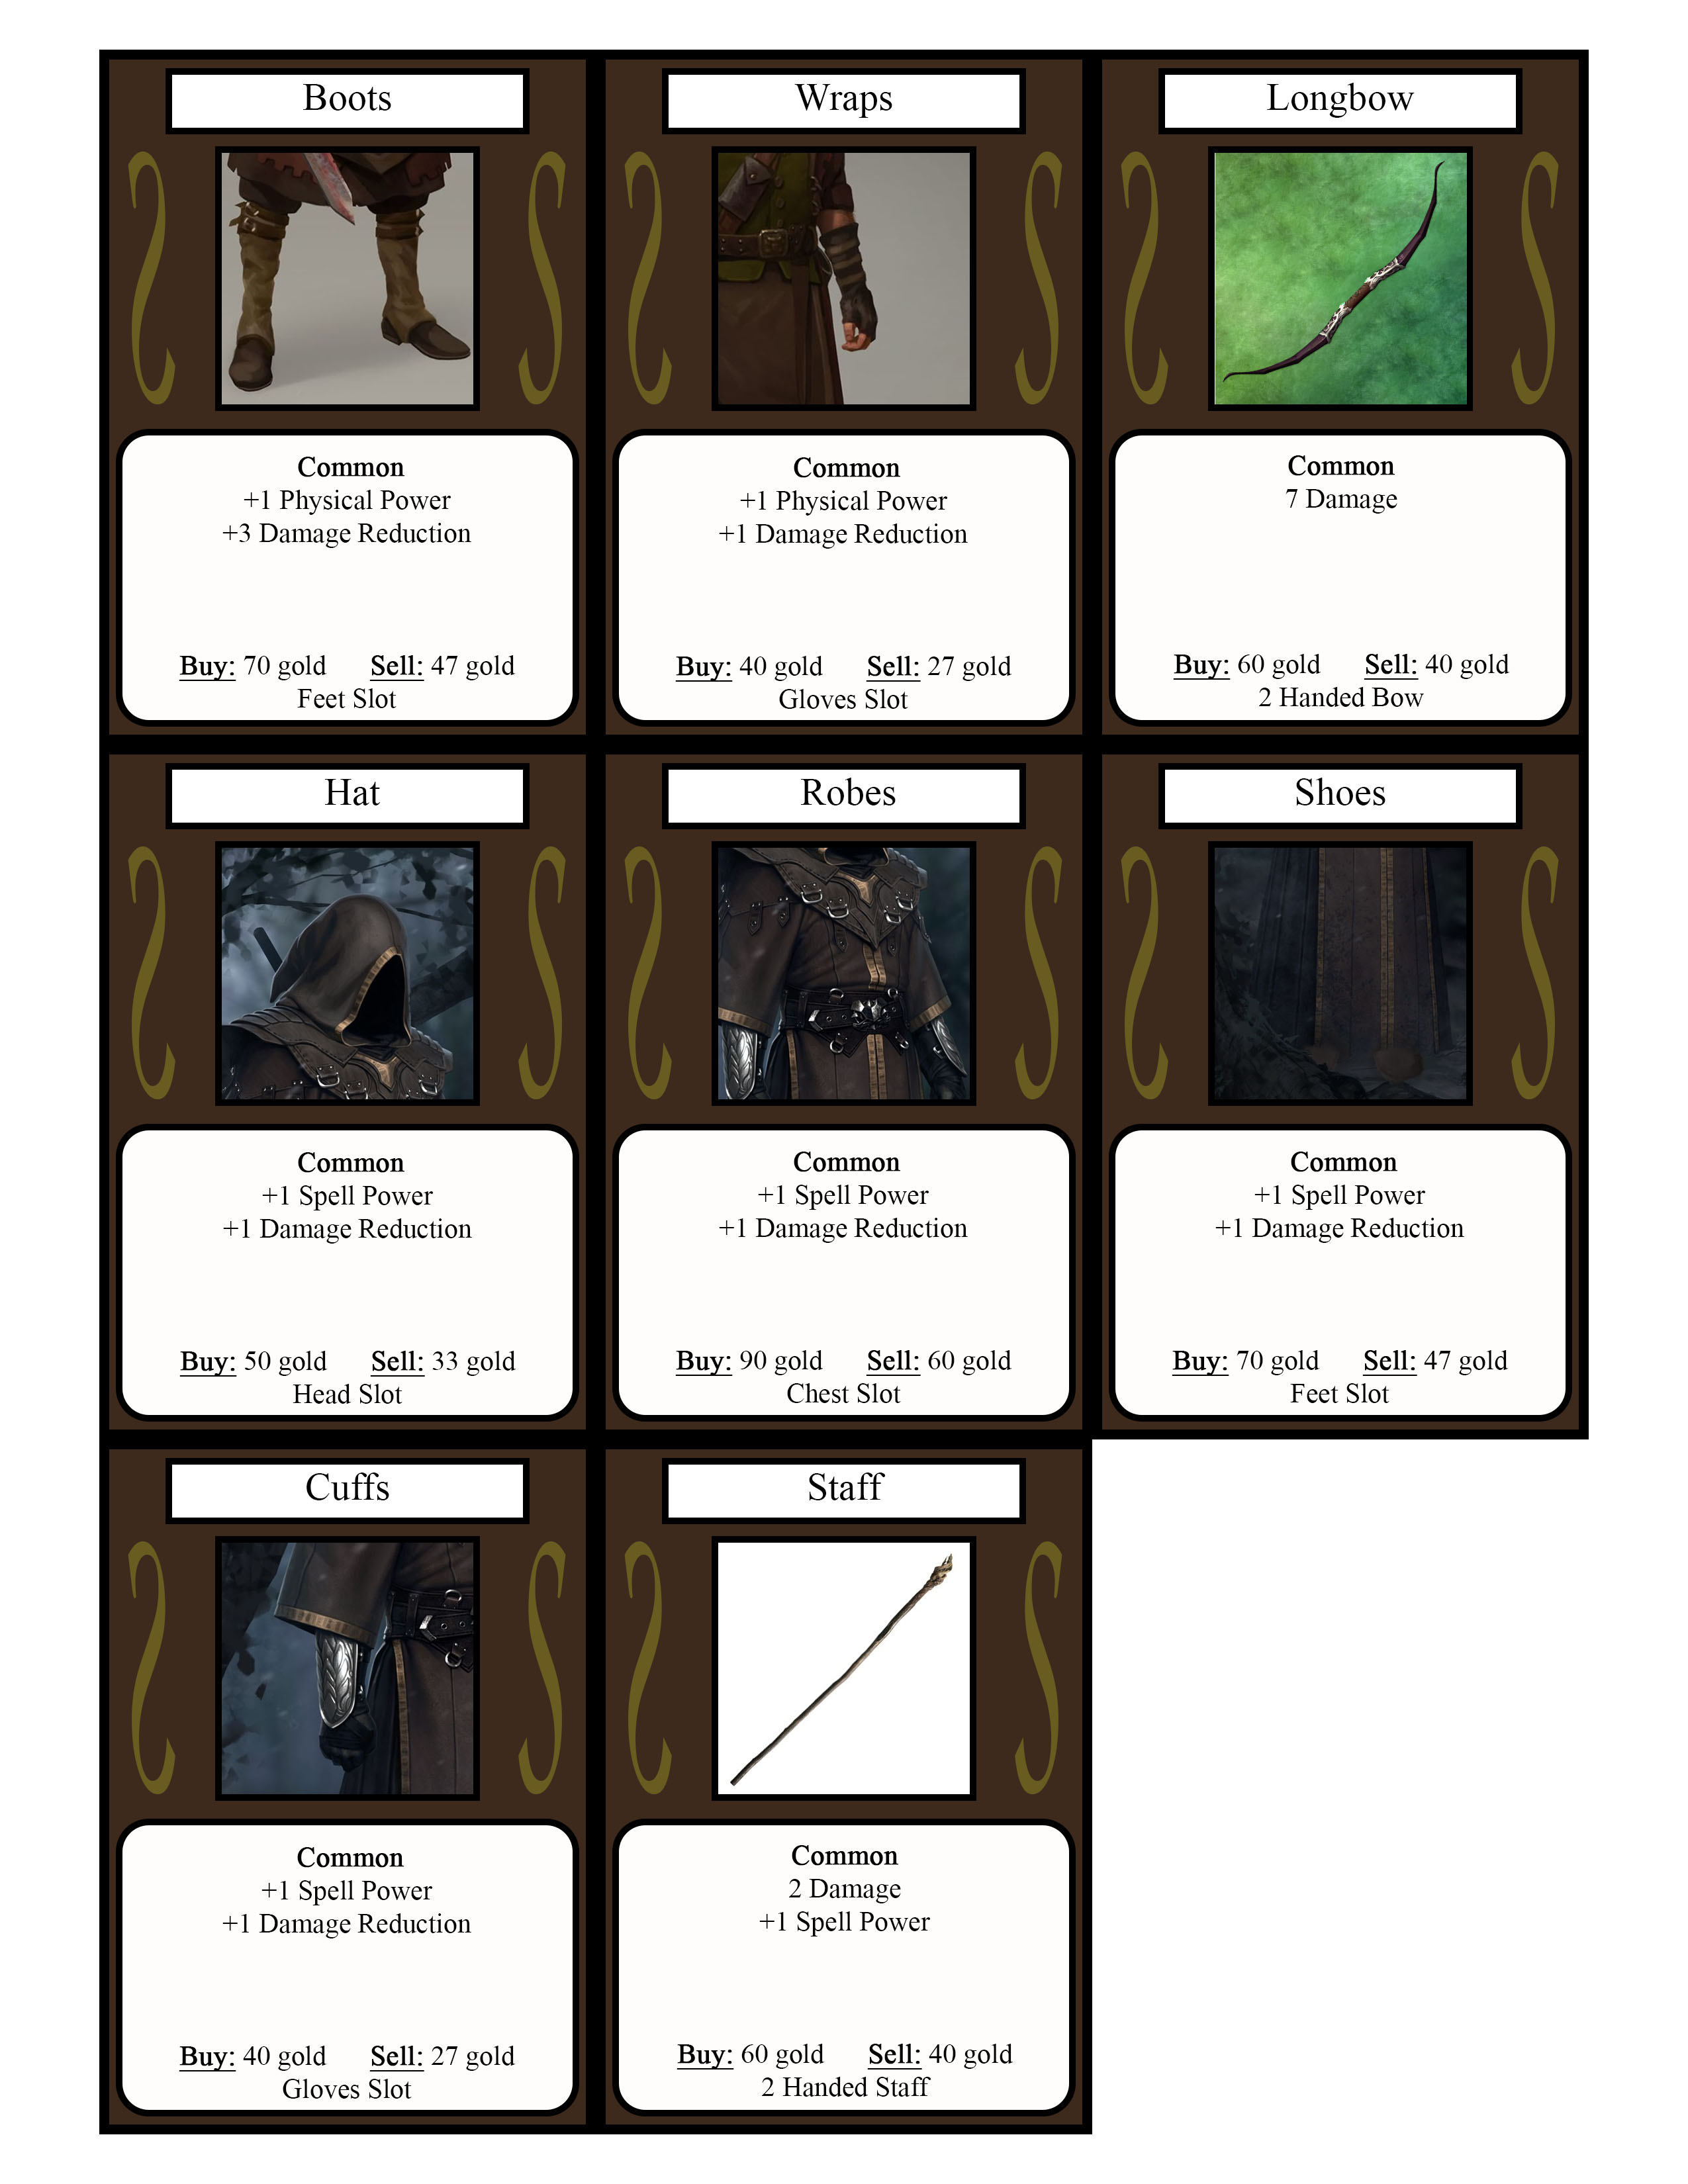 Boots
Common
+1 Physical Power
+3 Damage Reduction
Buy: 70 gold Sell: 47 gold
Feet Slot
Wraps
Common
+1 Physical Power
+1 Damage Reduction
Buy: 40 gold Sell: 27 gold
Gloves Slot
Longbow
Common
7 Damage
Buy: 60 gold Sell: 40 gold
2 Handed Bow
Hat
Common
+1 Spell Power
+1 Damage Reduction
Buy: 50 gold Sell: 33 gold
Head Slot
Robes
Common
+1 Spell Power
+1 Damage Reduction
Buy: 90 gold Sell: 60 gold
Chest Slot
Shoes
Common
+1 Spell Power
+1 Damage Reduction
Buy: 70 gold Sell: 47 gold
Feet Slot
Cuffs
Common
+1 Spell Power
+1 Damage Reduction
Buy: 40 gold Sell: 27 gold
Gloves Slot
Staff
Common
2 Damage
+1 Spell Power
Buy: 60 gold Sell: 40 gold
2 Handed Staff